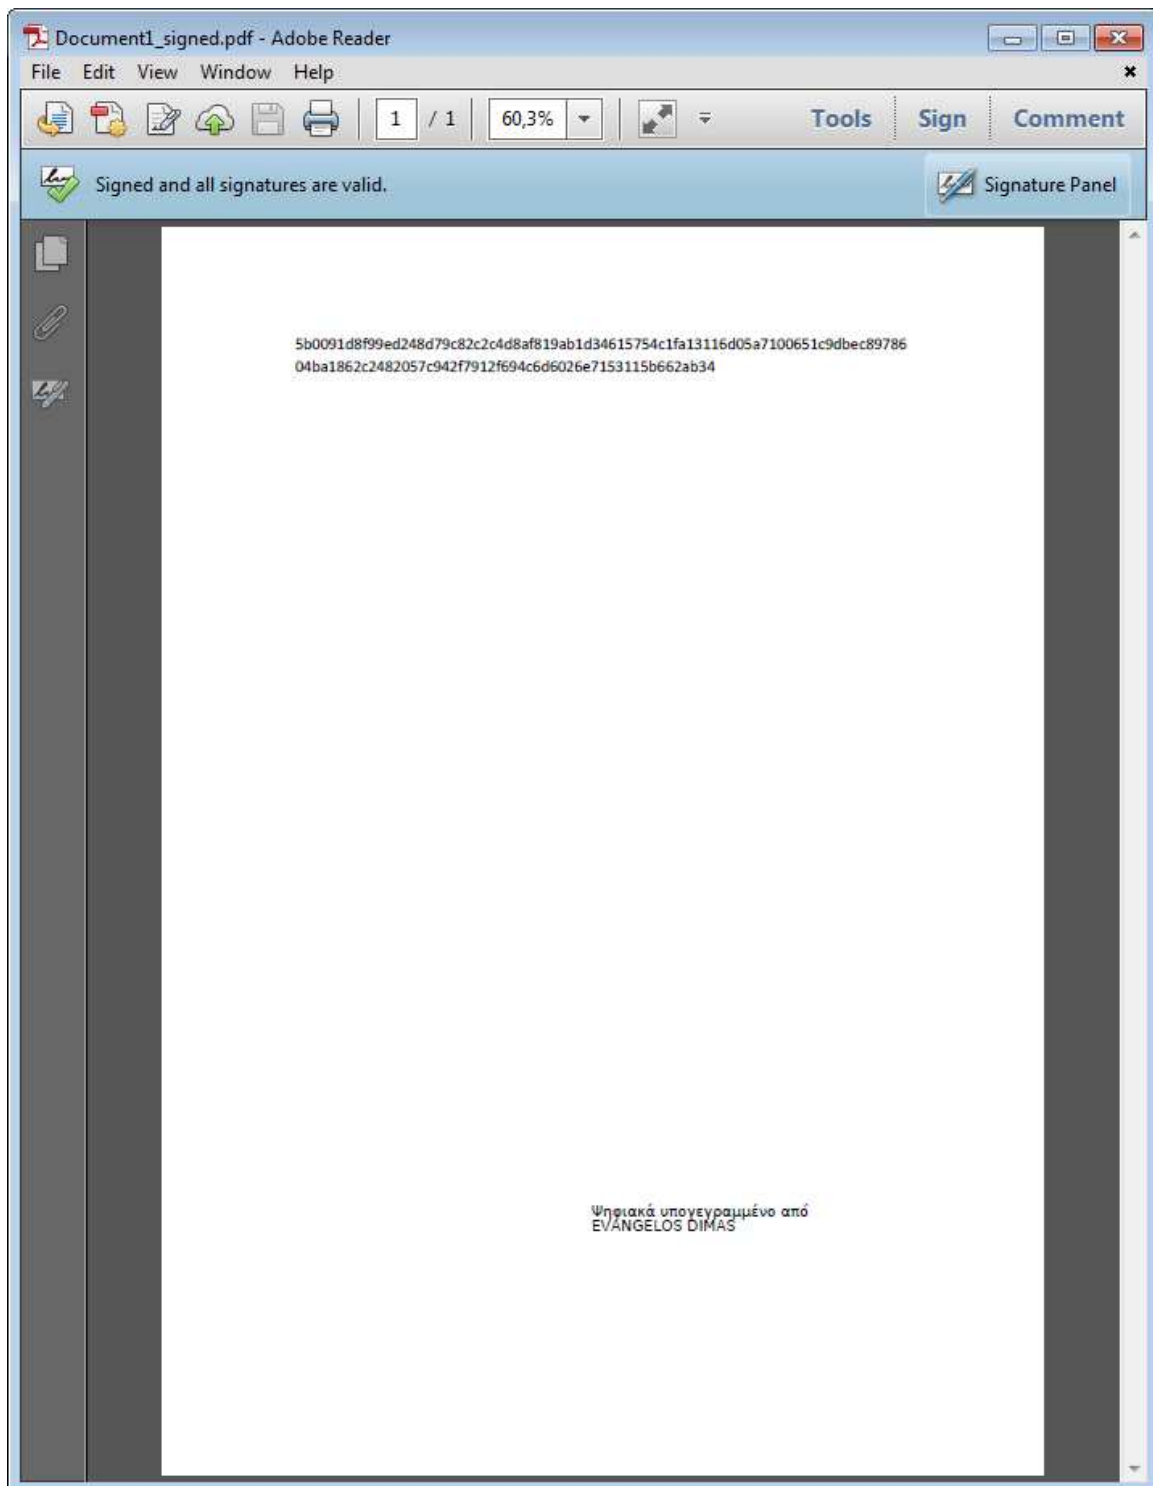 Document1_signed.pdf - Adobe Reader
File Edit View Window Help
1 / 1 60,3% Tools Sign Comment
Signed and all signatures are valid. Signature Panel
5b0091d8f99ed248d79c82c2c4d8af819ab1d34615754c1fa13116d05a7100651c9dbec89786
04ba1862c2482057c942f7912f694c6d6026e7153115b662ab34
Ψηφιακά υπογεγραμμένο από
EVANGELOS DIMAS